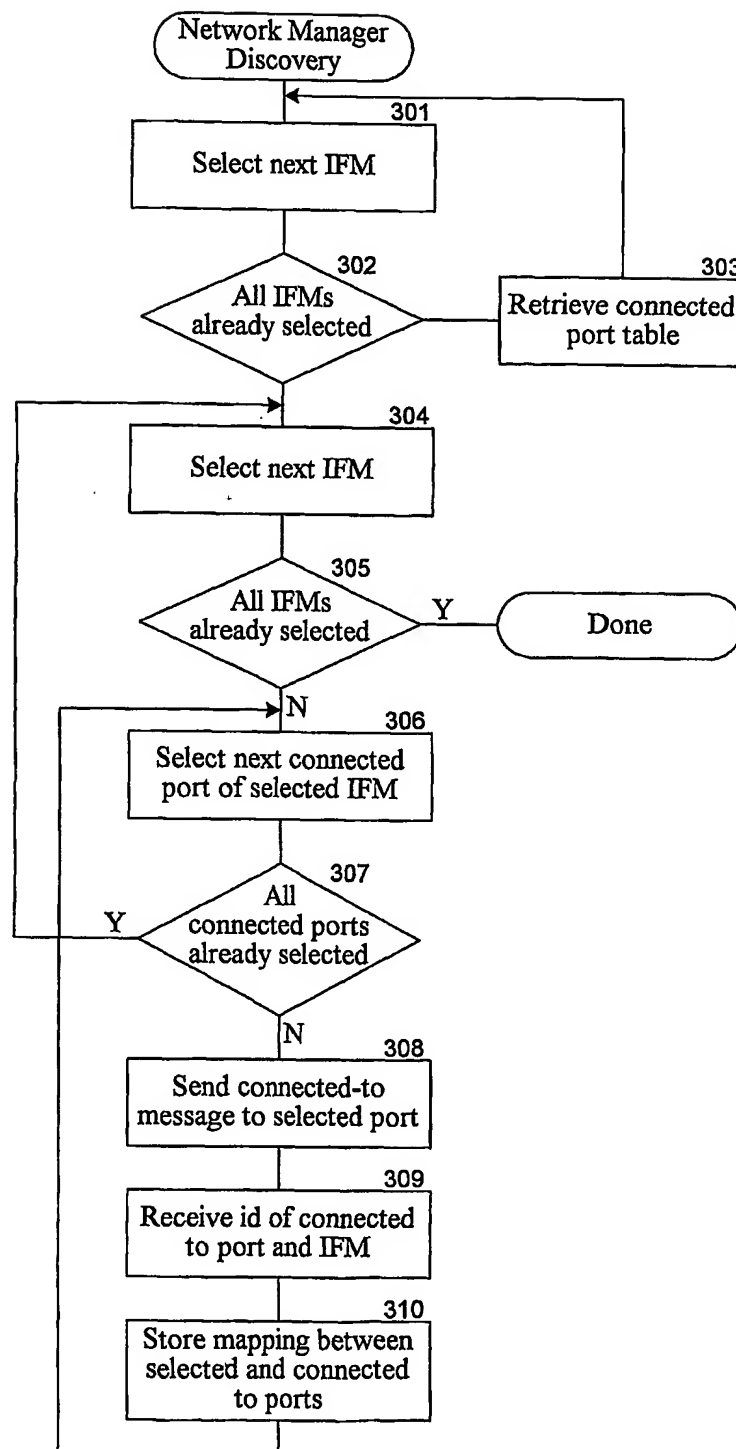 Network Manager
Discovery
301
Select next IFM
302
All IFMs
already selected
303
Retrieve connected
port table
304
Select next IFM
305
All IFMs
already selected
Y
Done
N
306
Select next connected
port of selected IFM
307
All
connected ports
already selected
Y
N
308
Send connected-to
message to selected port
309
Receive id of connected
to port and IFM
310
Store mapping between
selected and connected
to ports